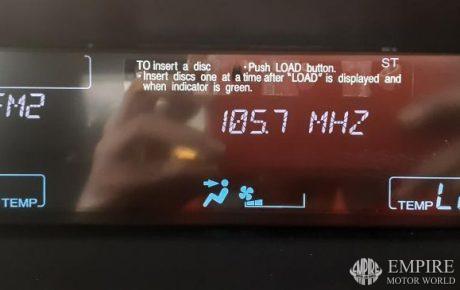 TO insert a disc
•Push LOAD button.
ST
•Insert discs one at a time after "LOAD" is displayed and
when indicator is green.
FM2
105.7 MHZ
TEMP
TEMP
EMPIRE
EMPIRE
MOTOR WORLD